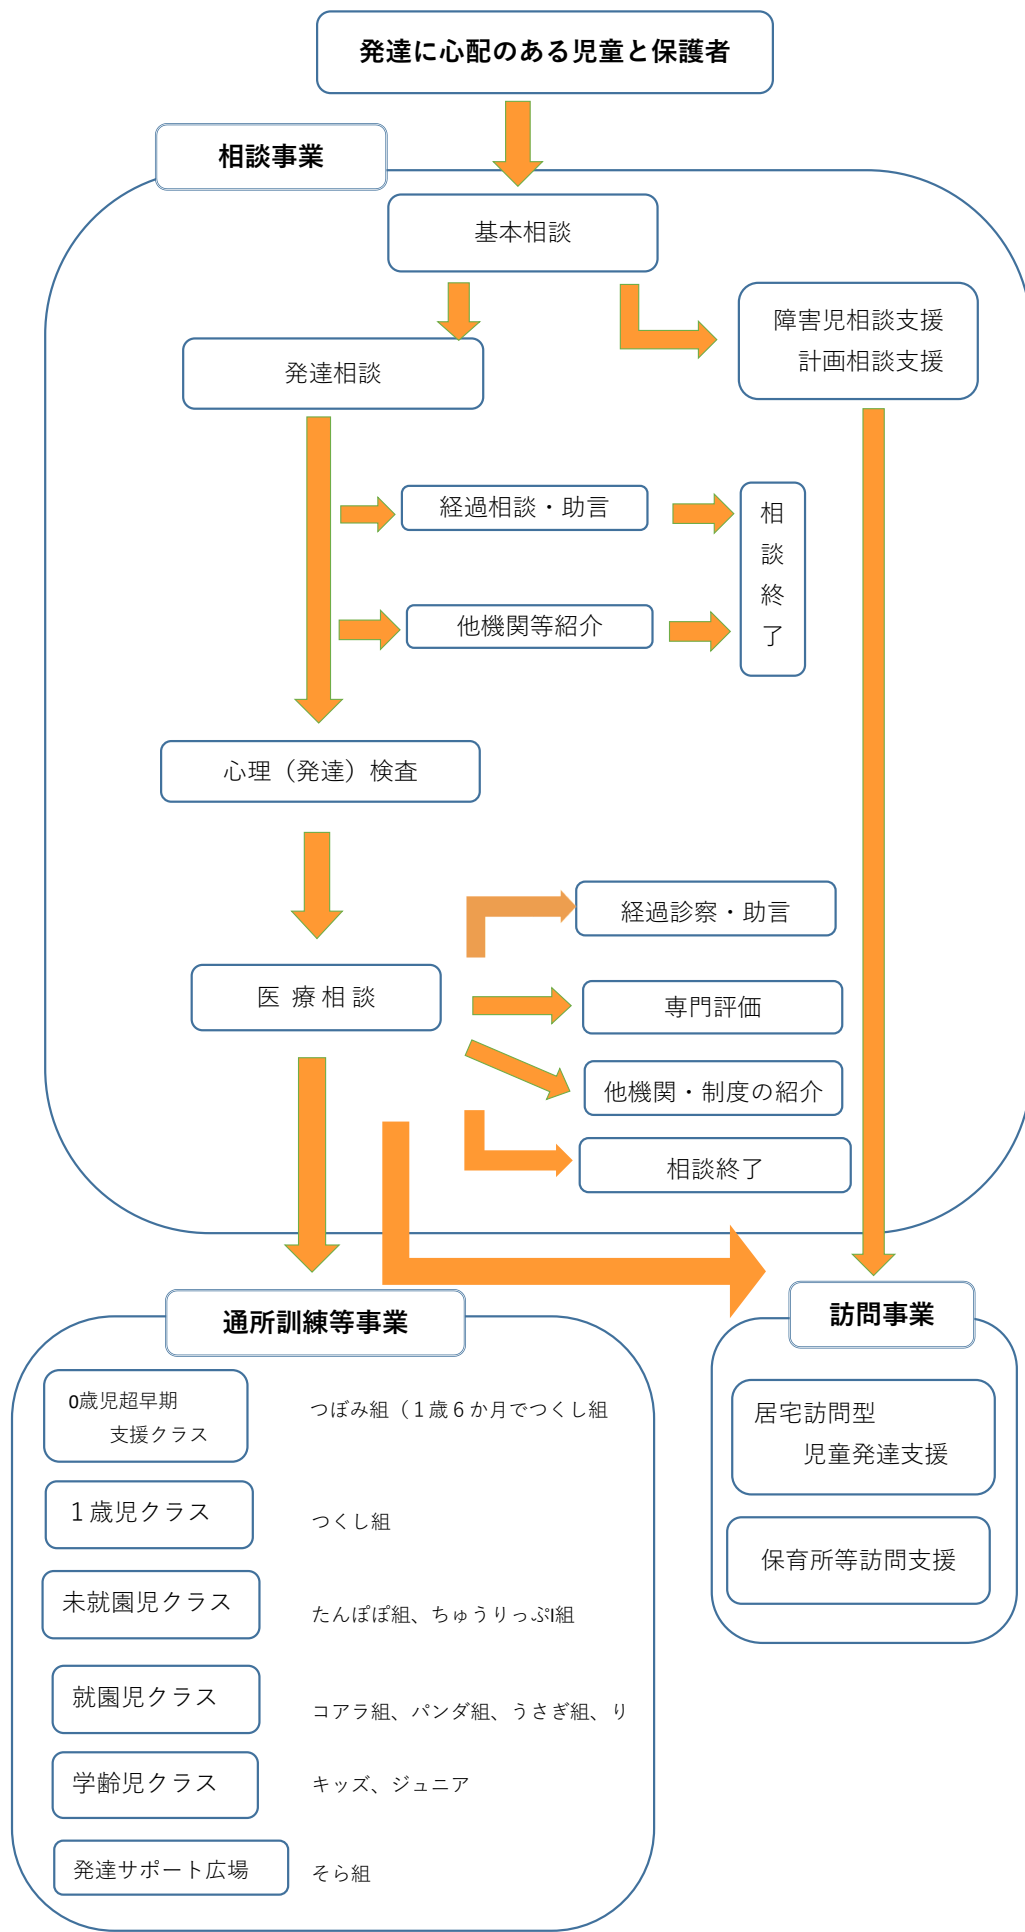 発達に心配のある児童と保護者
相談事業
基本相談
障害児相談支援
計画相談支援
発達相談
経過相談・助言
相談終了
他機関等紹介
心理（発達）検査
経過診察・助言
医療相談
専門評価
他機関・制度の紹介
相談終了
通所訓練等事業
0歳児超早期
支援クラス
つぼみ組（１歳６か月でつくし組
１歳児クラス
つくし組
未就園児クラス
たんぽぽ組、ちゅうりっぷI組
就園児クラス
コアラ組、パンダ組、うさぎ組、り
学齢児クラス
キッズ、ジュニア
発達サポート広場
そら組
訪問事業
居宅訪問型
児童発達支援
保育所等訪問支援